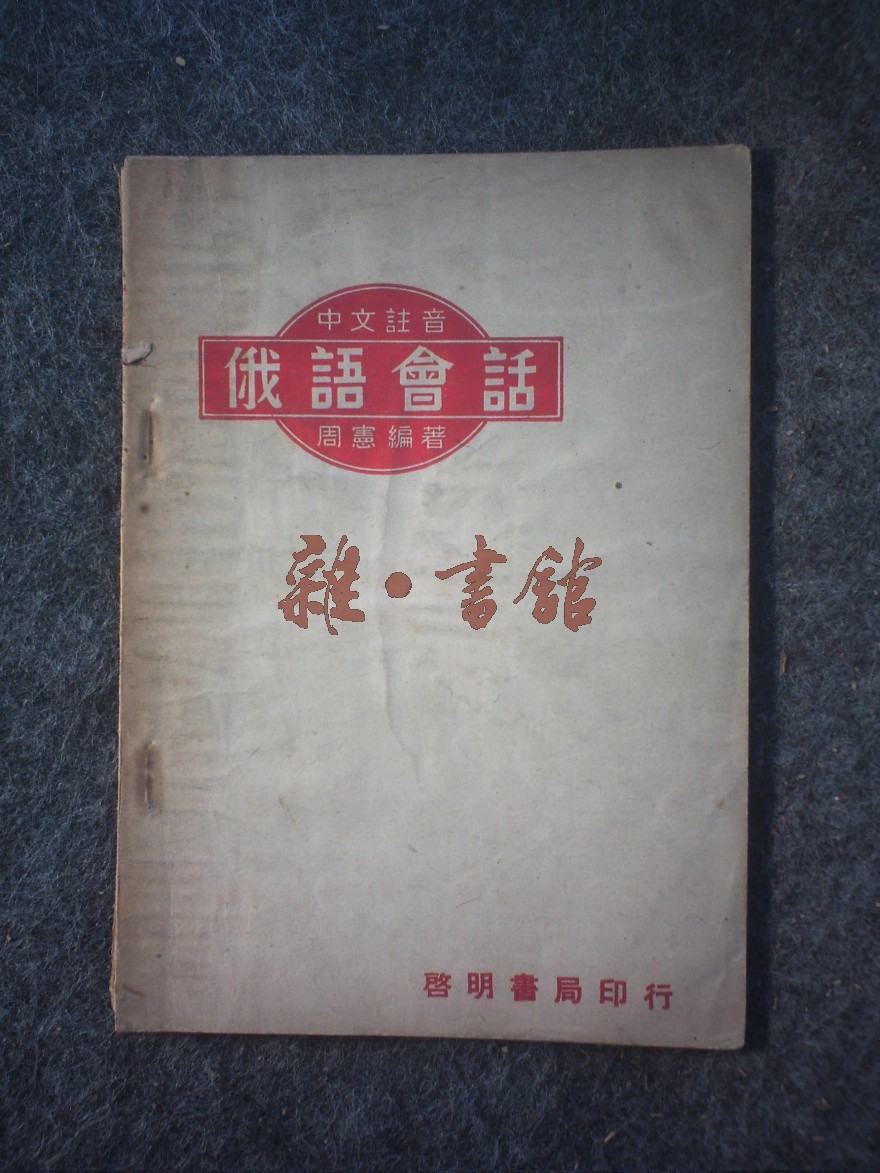 中文註音
俄語會話
周憲編著
雜·書館
啓明書局印行